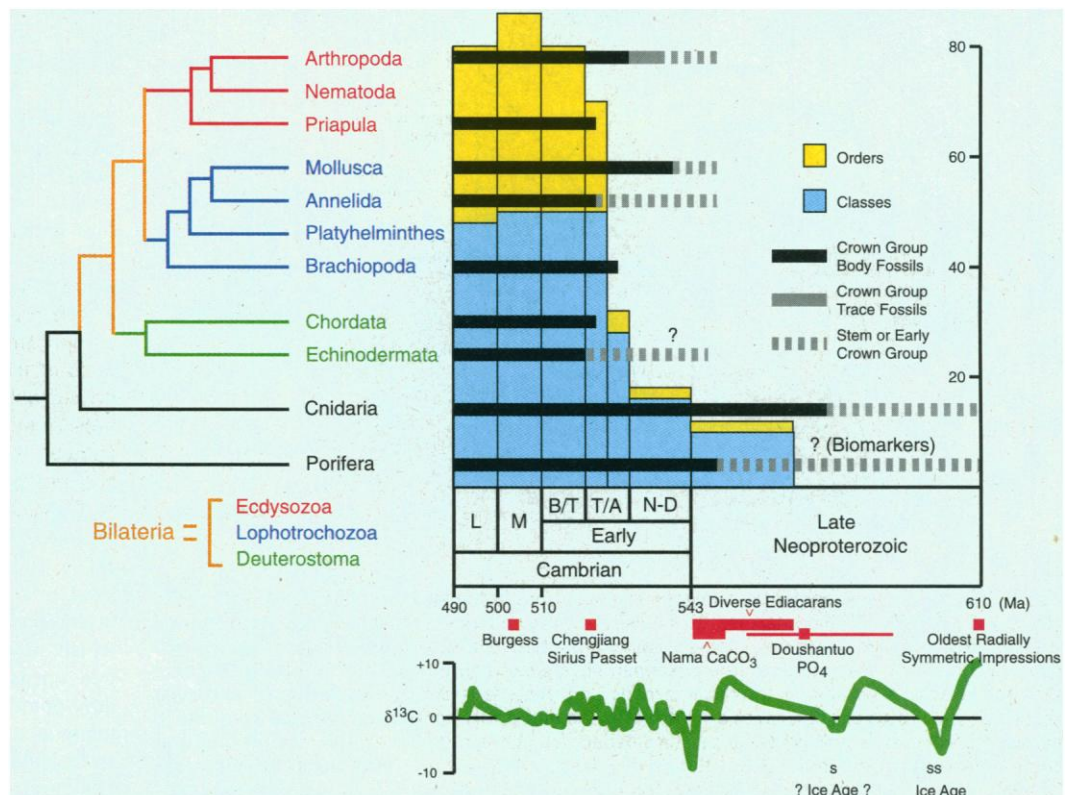 Arthropoda
Nematoda
Priapula
Mollusca
Annelida
Platyhelminthes
Brachiopoda
Chordata
Echinodermata
Cnidaria
Porifera
Bilateria =
Ecdysozoa
Lophotrochozoa
Deuterostoma
80
60
40
20
Orders
Classes
Crown Group
Body Fossils
Crown Group
Trace Fossils
Stem or Early
Crown Group
?
? (Biomarkers)
L M B/T T/A N-D
Early
Cambrian
Late
Neoproterozoic
490 500 510 543 610 (Ma)
Diverse Ediacarans
Burgess
Chengjiang
Sirius Passet
Nama CaCO₃
Doushantuo
PO₄
Oldest Radially
Symmetric Impressions
+10
δ¹³C 0
-10
s ss
? Ice Age ? Ice Age